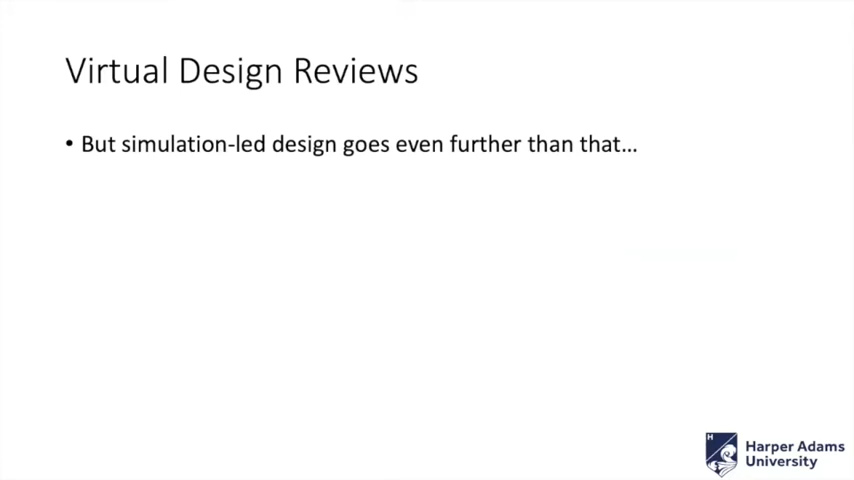 Virtual Design Reviews
• But simulation-led design goes even further than that...
H
Harper Adams
University